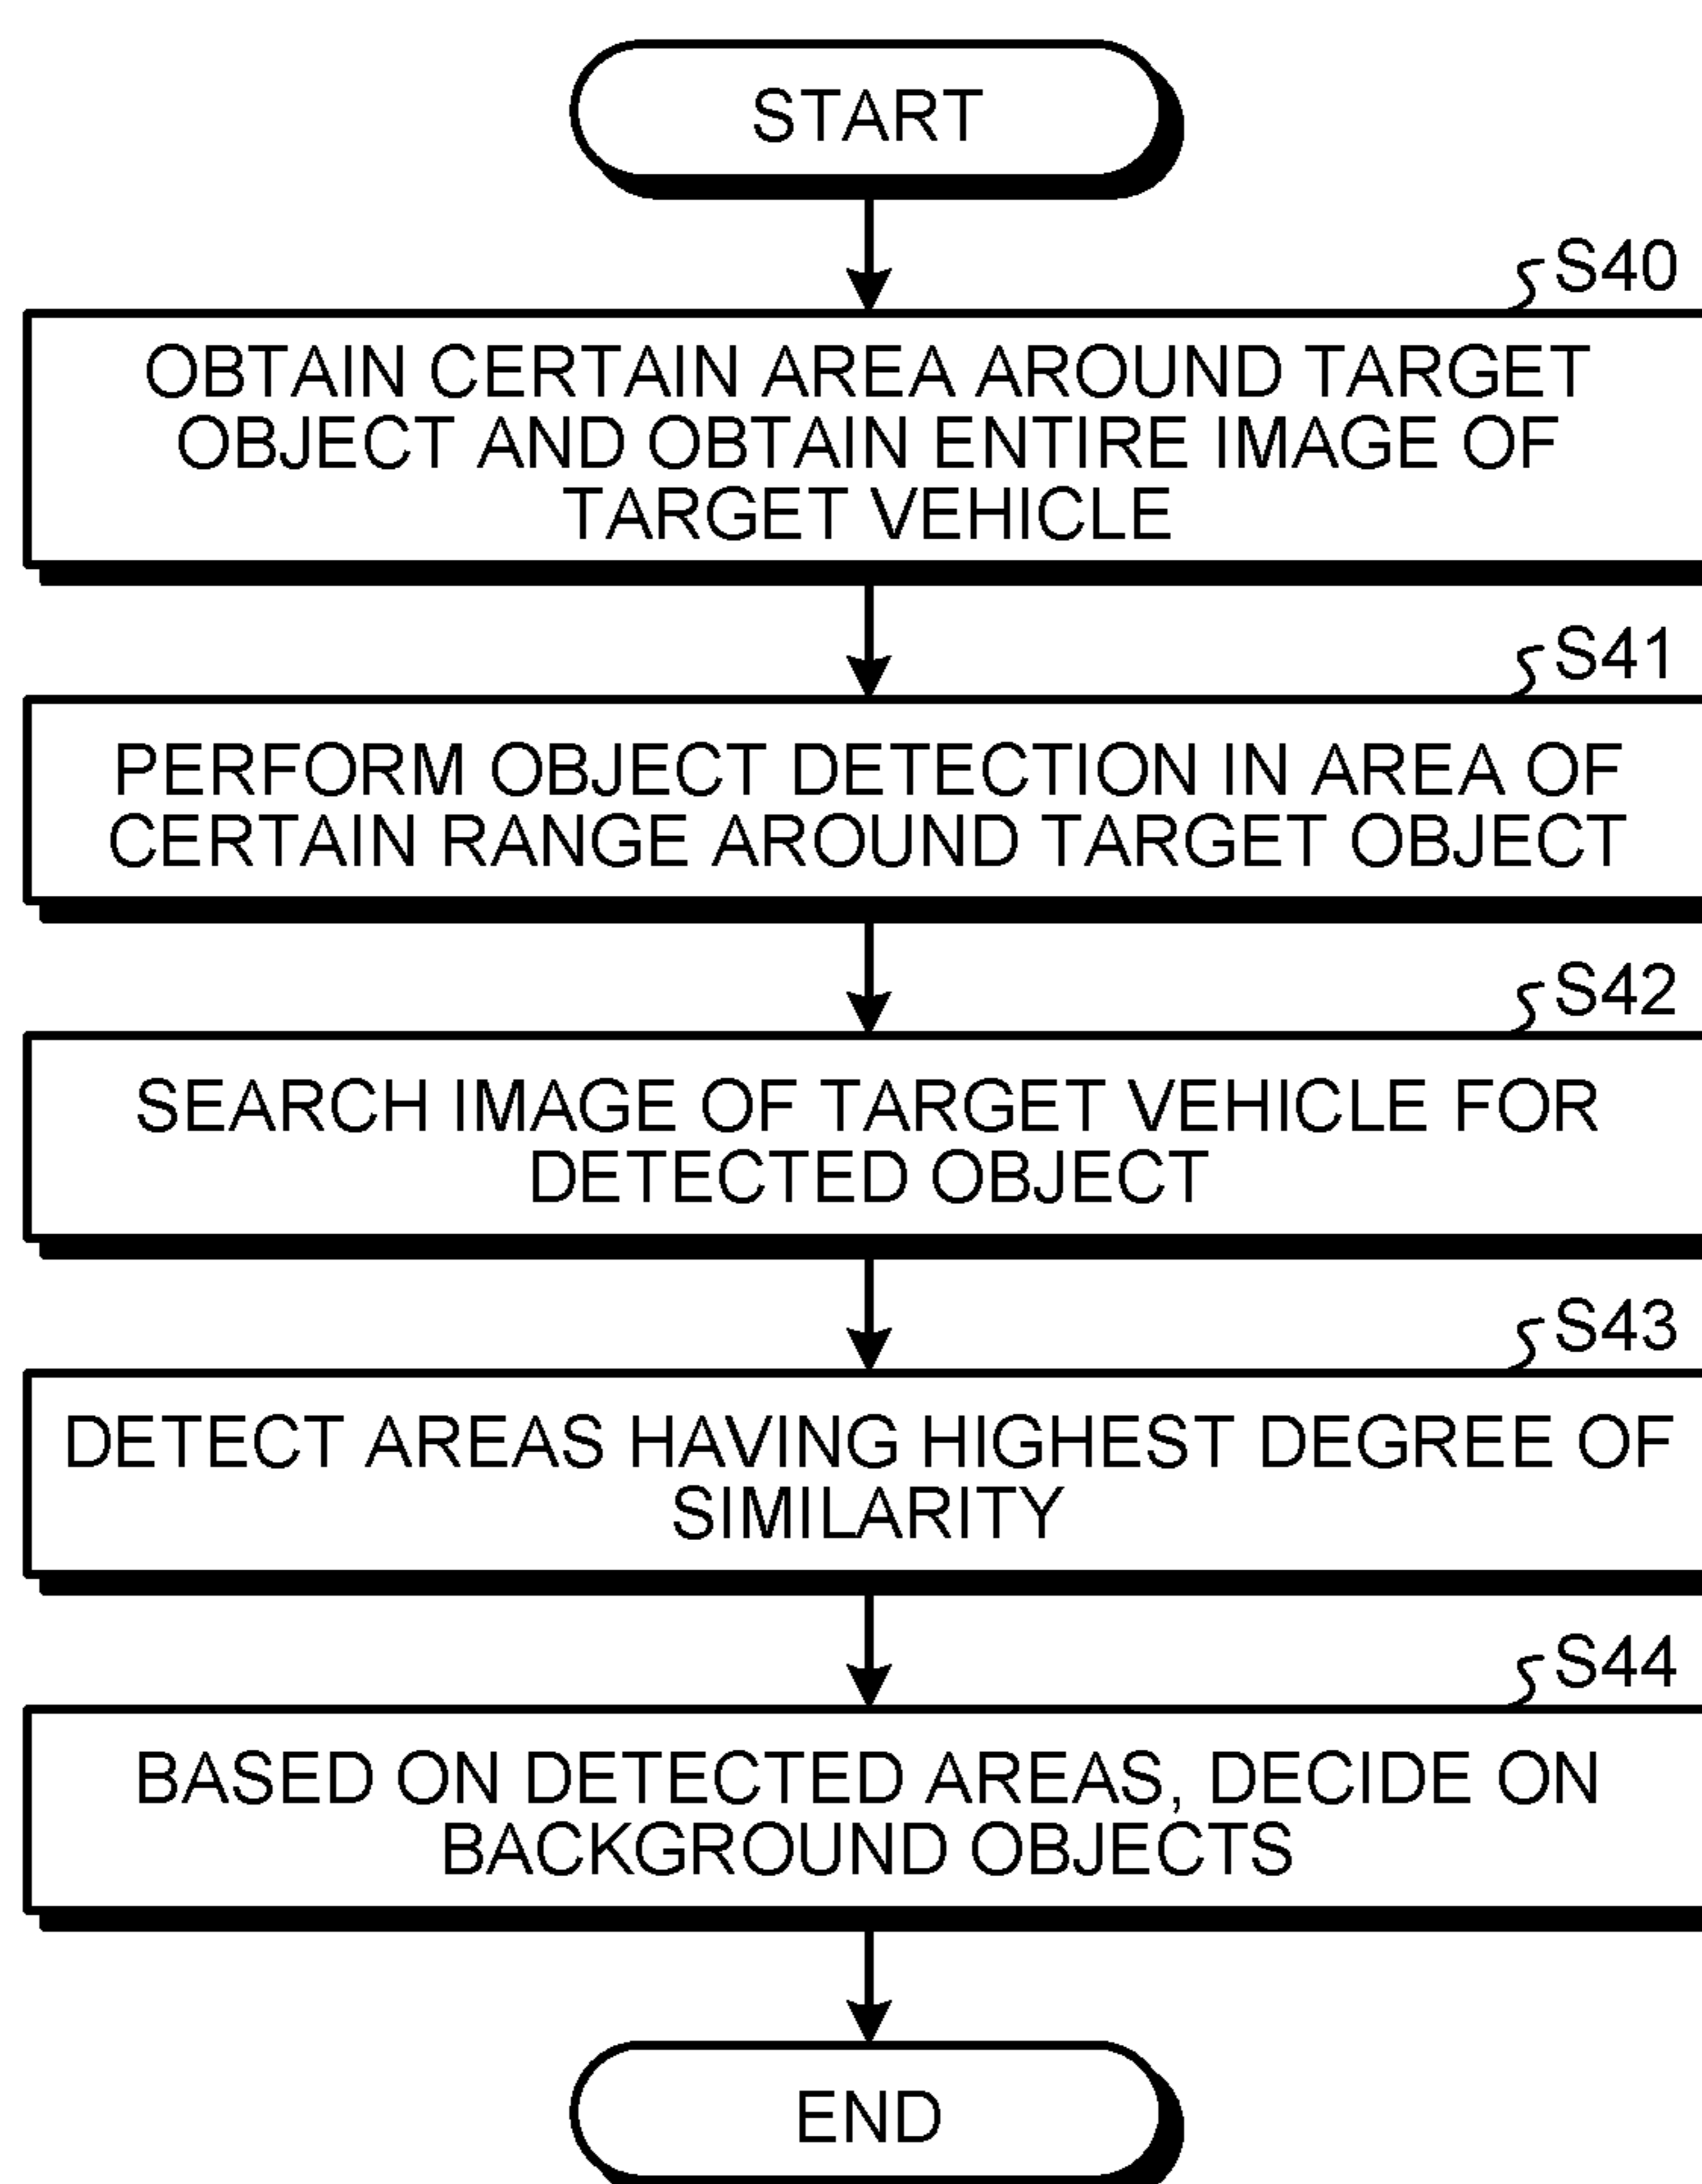 START
S40
OBTAIN CERTAIN AREA AROUND TARGET
OBJECT AND OBTAIN ENTIRE IMAGE OF
TARGET VEHICLE
S41
PERFORM OBJECT DETECTION IN AREA OF
CERTAIN RANGE AROUND TARGET OBJECT
S42
SEARCH IMAGE OF TARGET VEHICLE FOR
DETECTED OBJECT
S43
DETECT AREAS HAVING HIGHEST DEGREE OF
SIMILARITY
S44
BASED ON DETECTED AREAS, DECIDE ON
BACKGROUND OBJECTS
END